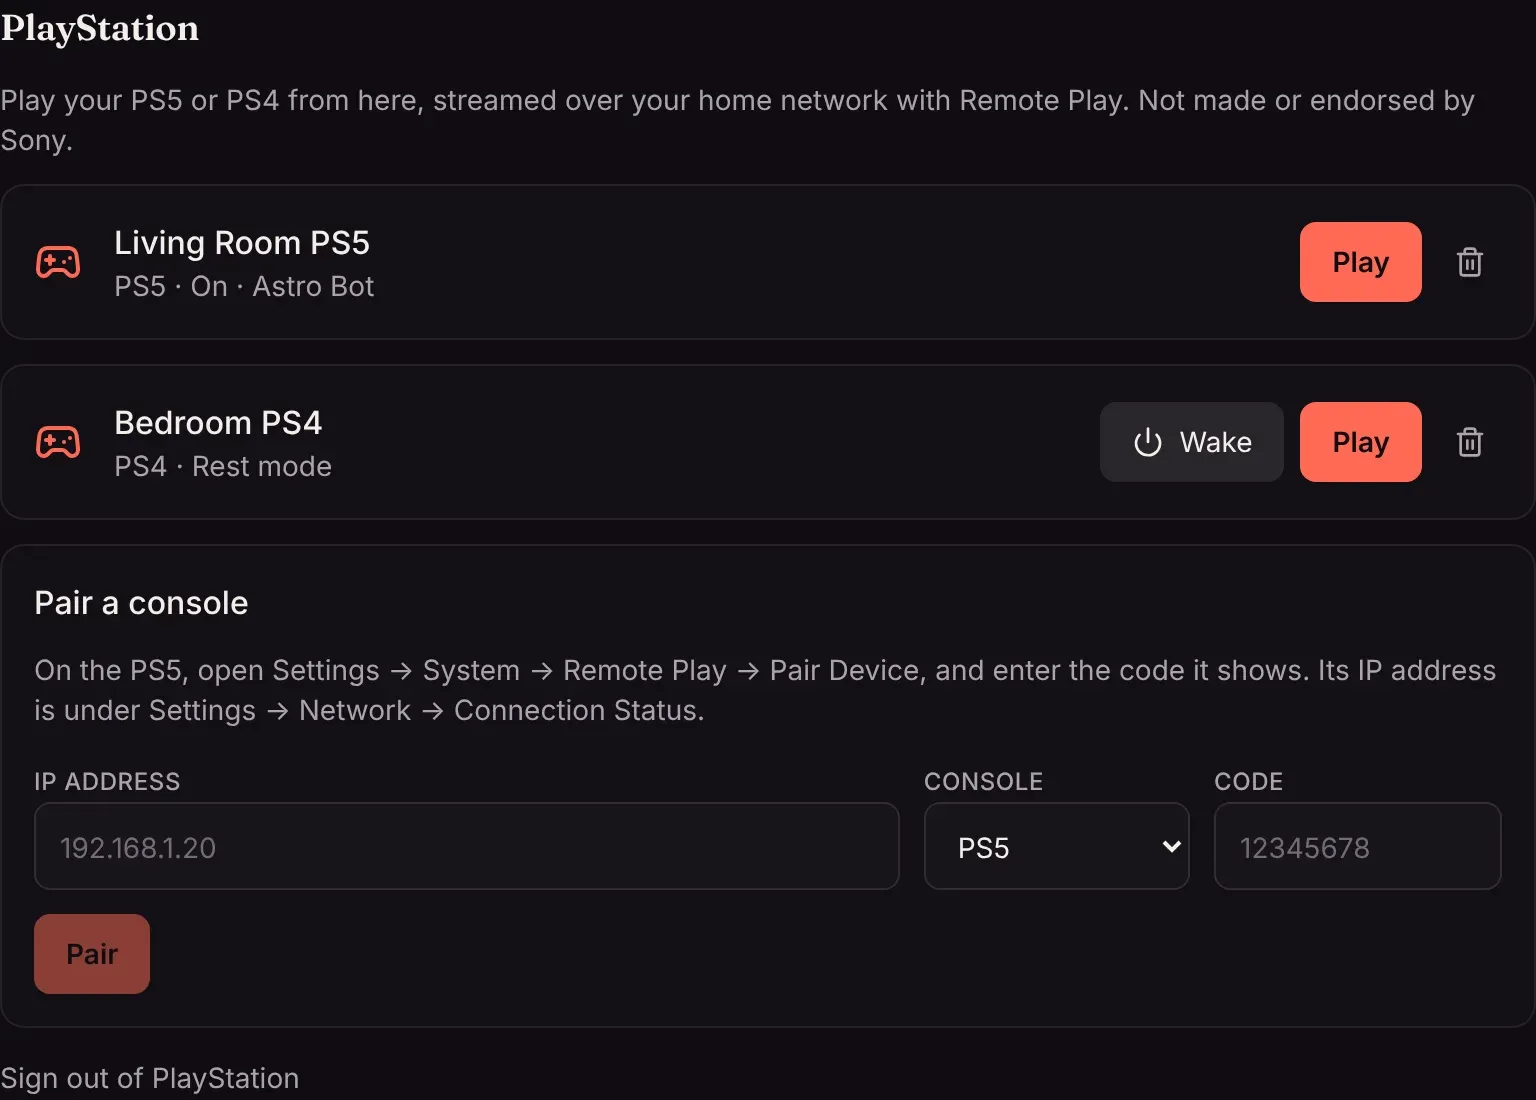 PlayStation
Play your PS5 or PS4 from here, streamed over your home network with Remote Play. Not made or endorsed by
Sony.
Living Room PS5
PS5 · On · Astro Bot
Play
Bedroom PS4
PS4 · Rest mode
Wake
Play
Pair a console
On the PS5, open Settings → System → Remote Play → Pair Device, and enter the code it shows. Its IP address
is under Settings → Network → Connection Status.
IP ADDRESS
CONSOLE
CODE
192.168.1.20
PS5
12345678
Pair
Sign out of PlayStation